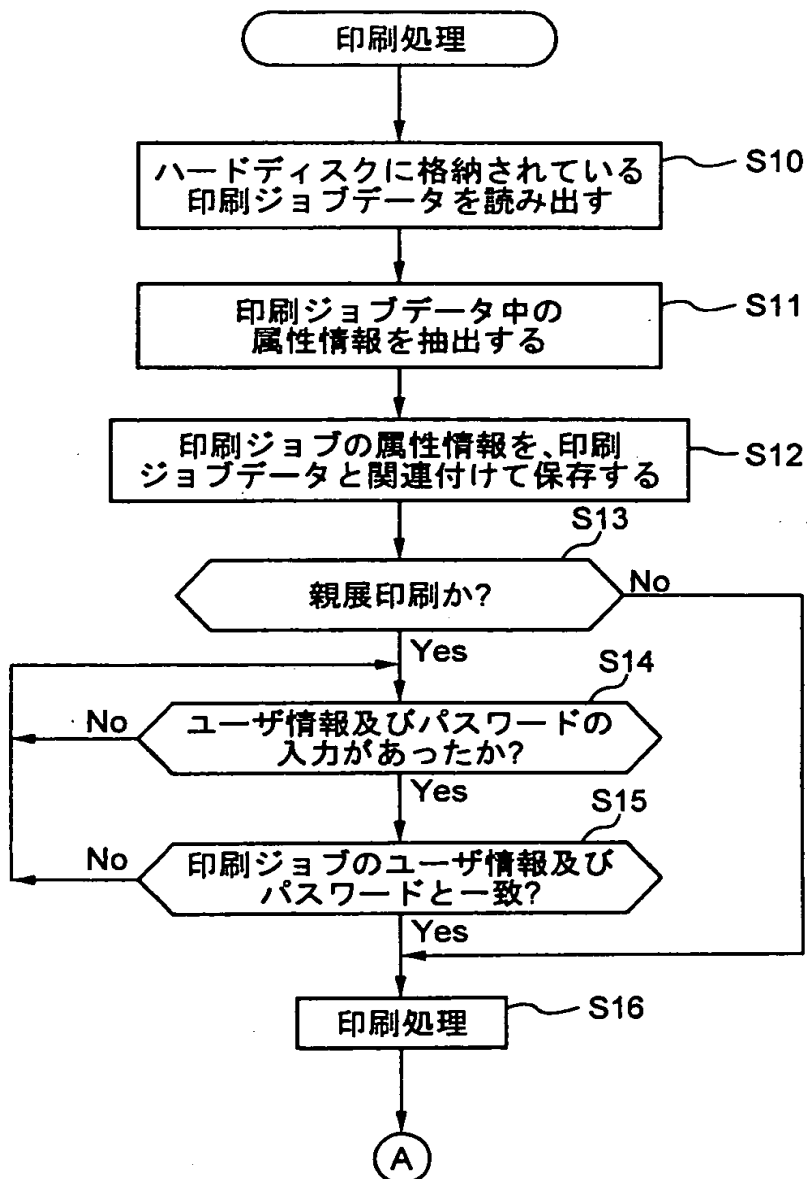 印刷処理
ハードディスクに格納されている
印刷ジョブデータを読み出す
S10
印刷ジョブデータ中の
属性情報を抽出する
S11
印刷ジョブの属性情報を、印刷
ジョブデータと関連付けて保存する
S12
S13
親展印刷か?
No
Yes
S14
No
ユーザ情報及びパスワードの
入力があったか?
Yes
S15
No
印刷ジョブのユーザ情報及び
パスワードと一致?
Yes
印刷処理
S16
A